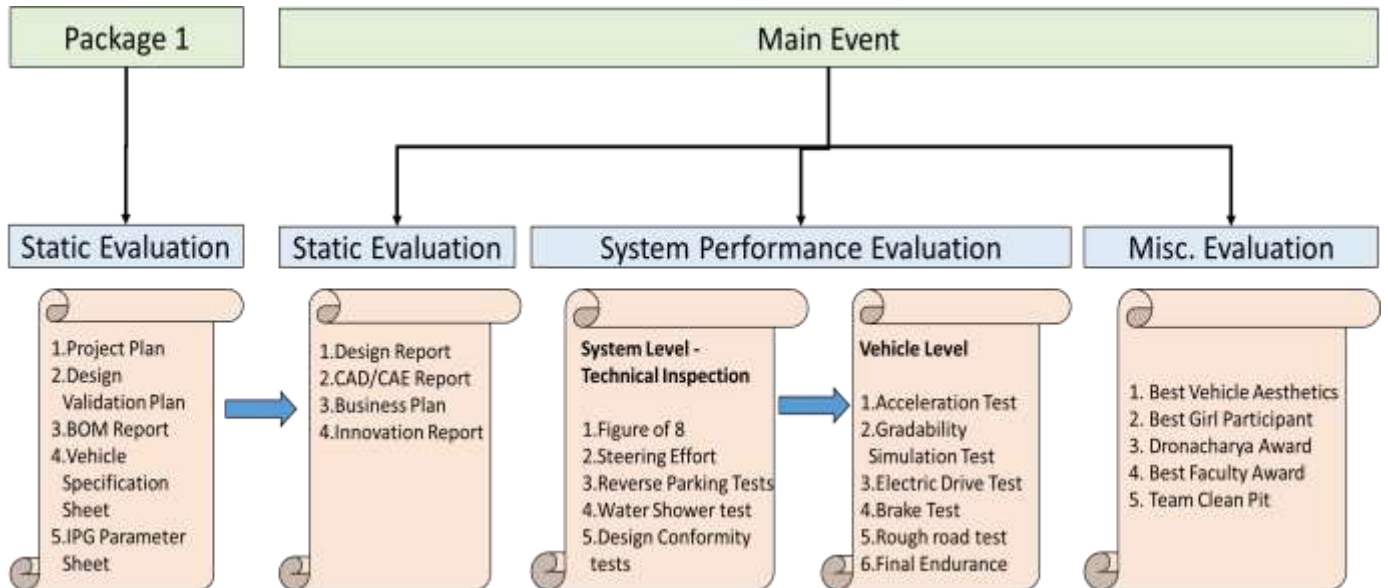 Package 1
Main Event
Static Evaluation
Static Evaluation
System Performance Evaluation
Misc. Evaluation
1.Project Plan
2.Design
Validation Plan
3.BOM Report
4.Vehicle
Specification
Sheet
5.IPG Parameter
Sheet
1.Design Report
2.CAD/CAE Report
3.Business Plan
4.Innovation Report
System Level -
Technical Inspection
1.Figure of 8
2.Steering Effort
3.Reverse Parking Tests
4.Water Shower test
5.Design Conformity
tests
Vehicle Level
1.Acceleration Test
2.Gradability
Simulation Test
3.Electric Drive Test
4.Brake Test
5.Rough road test
6.Final Endurance
1. Best Vehicle Aesthetics
2. Best Girl Participant
3. Dronacharya Award
4. Best Faculty Award
5. Team Clean Pit